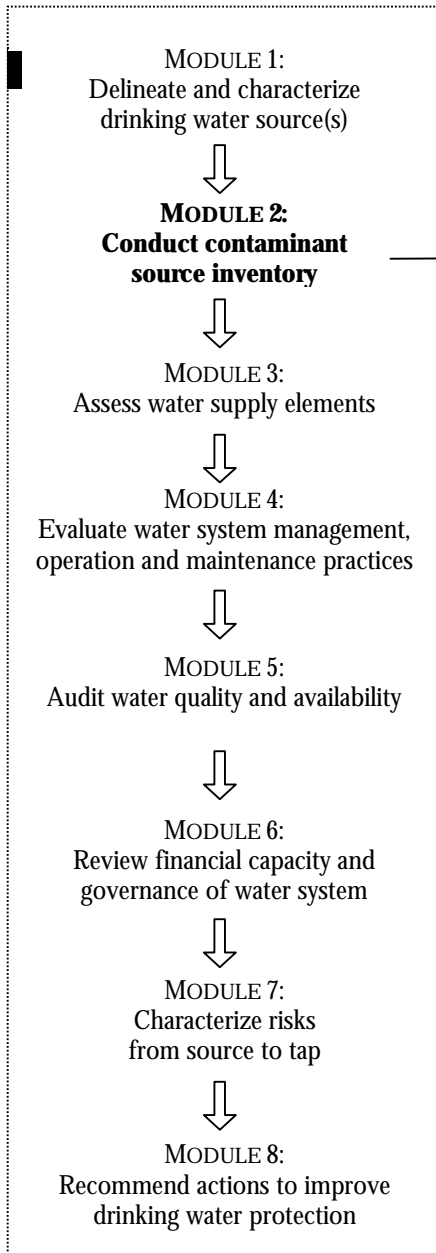 MODULE 1:
Delineate and characterize
drinking water source(s)
MODULE 2:
Conduct contaminant
source inventory
MODULE 3:
Assess water supply elements
MODULE 4:
Evaluate water system management,
operation and maintenance practices
MODULE 5:
Audit water quality and availability
MODULE 6:
Review financial capacity and
governance of water system
MODULE 7:
Characterize risks
from source to tap
MODULE 8:
Recommend actions to improve
drinking water protection